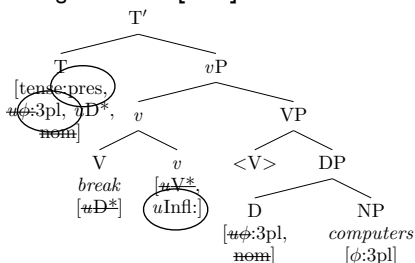 T′
T vP
[tense:pres,
uϕ:3pl, uD*, v VP
nom]
V v <V> DP
break [uV*,
[uD*] uInfl:] D NP
[uϕ:3pl, computers
nom] [ϕ:3pl]